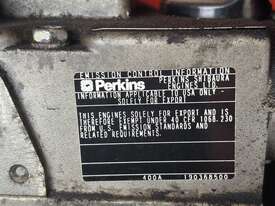 EMISSION CONTROL INFORMATION
Perkins PERKINS SHIBAURA
ENGINES LTD.
INFORMATION APPLICABLE TO USA ONLY -
SOLELY FOR EXPORT
THIS ENGINES SOLELY FOR EXPORT AND IS
THEREFORE EXEMPT UNDER 40 CFR 1068.230
FROM U.S. EMISSION STANDARDS AND
RELATED REQUIREMENTS.
400A 190368500